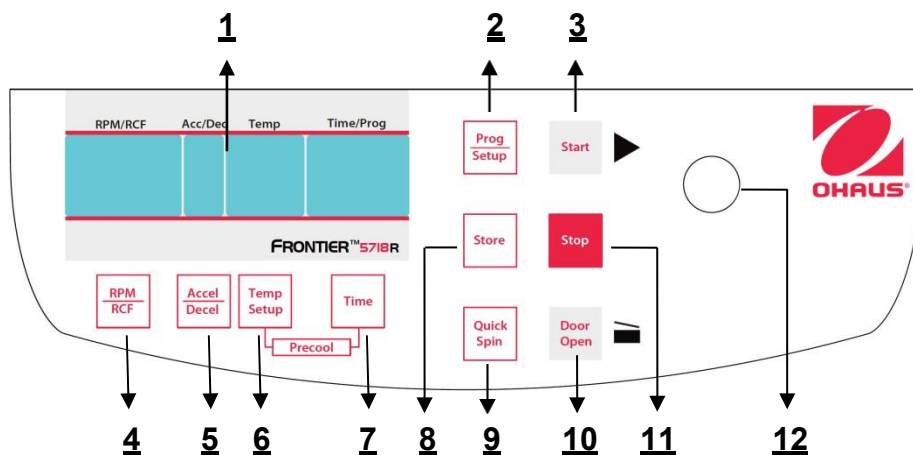 1 2 3
RPM/RCF Acc/Dec Temp Time/Prog
Prog
Setup
Start
OHAUS®
FRONTIER™5718R
Store
Stop
RPM
RCF
Accel
Decel
Temp
Setup
Time
Precool
Quick
Spin
Door
Open
4 5 6 7 8 9 10 11 12